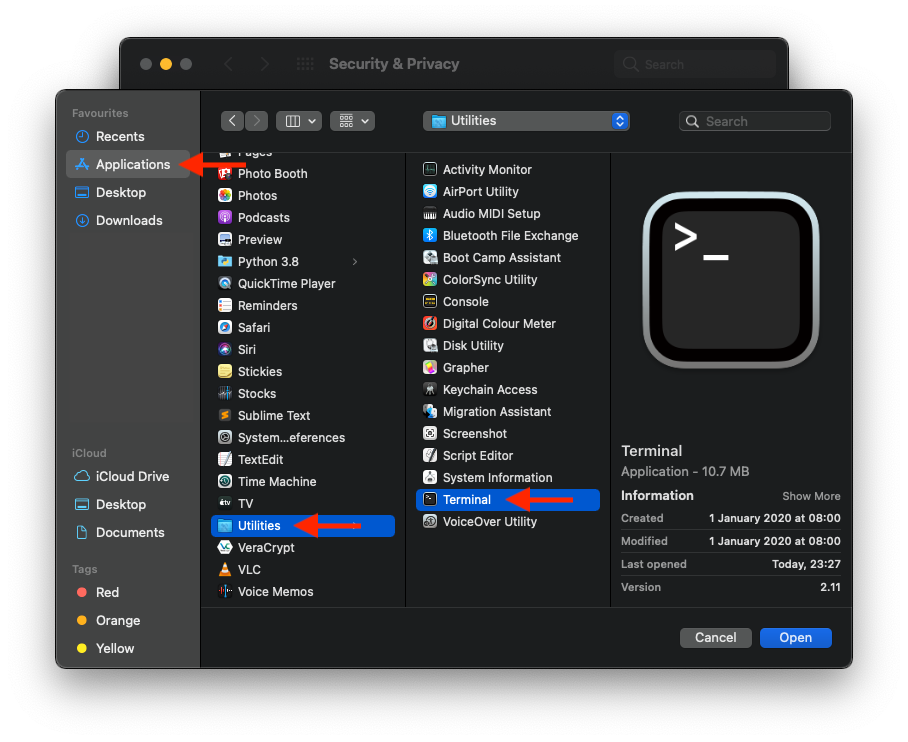 Security & Privacy
Search
Favourites
Recents
Applications
Desktop
Downloads
iCloud
iCloud Drive
Desktop
Documents
Tags
Red
Orange
Yellow
Utilities
Search
Pages
Photo Booth
Photos
Podcasts
Preview
Python 3.8
QuickTime Player
Reminders
Safari
Siri
Stickies
Stocks
Sublime Text
System...eferences
TextEdit
Time Machine
TV
Utilities
VeraCrypt
VLC
Voice Memos
Activity Monitor
AirPort Utility
Audio MIDI Setup
Bluetooth File Exchange
Boot Camp Assistant
ColorSync Utility
Console
Digital Colour Meter
Disk Utility
Grapher
Keychain Access
Migration Assistant
Screenshot
Script Editor
System Information
Terminal
VoiceOver Utility
>_
Terminal
Application - 10.7 MB
Information Show More
Created 1 January 2020 at 08:00
Modified 1 January 2020 at 08:00
Last opened Today, 23:27
Version 2.11
Cancel Open